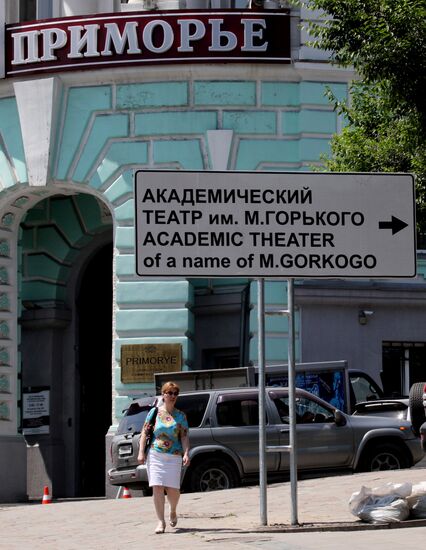 ПРИМОРЬЕ
АКАДЕМИЧЕСКИЙ
ТЕАТР им. М.ГОРЬКОГО
ACADEMIC THEATER
of a name of M.GORKOGO
PRIMORYE